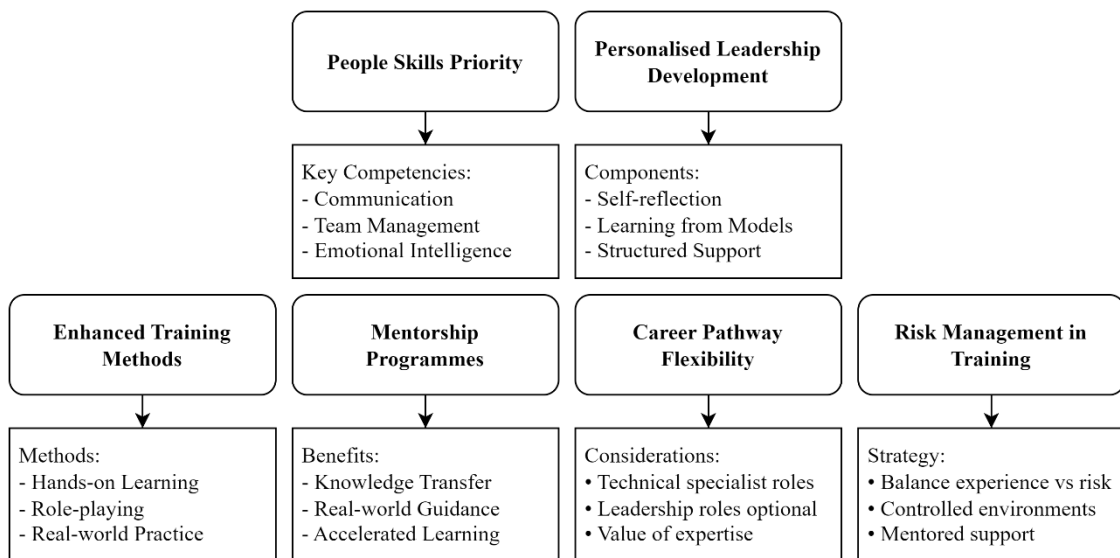 People Skills Priority
Personalised Leadership
Development
Key Competencies:
- Communication
- Team Management
- Emotional Intelligence
Components:
- Self-reflection
- Learning from Models
- Structured Support
Enhanced Training
Methods
Mentorship
Programmes
Career Pathway
Flexibility
Risk Management in
Training
Methods:
- Hands-on Learning
- Role-playing
- Real-world Practice
Benefits:
- Knowledge Transfer
- Real-world Guidance
- Accelerated Learning
Considerations:
• Technical specialist roles
• Leadership roles optional
• Value of expertise
Strategy:
• Balance experience vs risk
• Controlled environments
• Mentored support